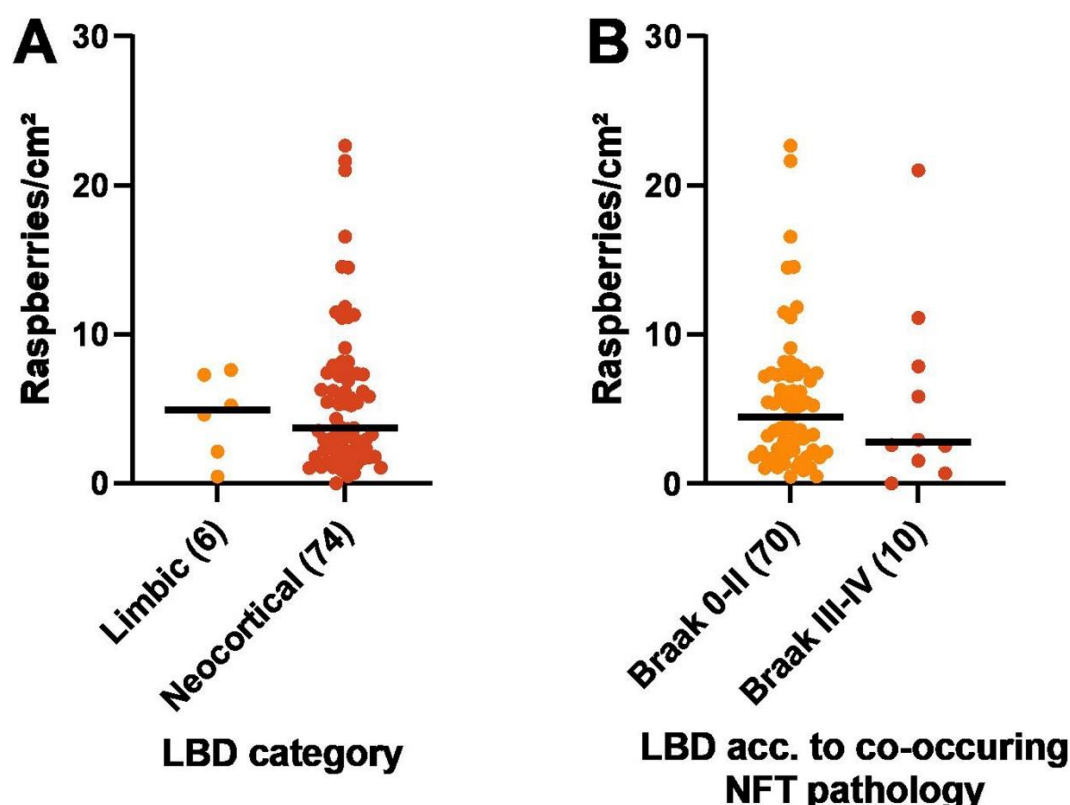 A
30
20
10
0
Raspberries/cm²
Limbic (6)
Neocortical (74)
LBD category
B
30
20
10
0
Raspberries/cm²
Braak 0-II (70)
Braak III-IV (10)
LBD acc. to co-occuring
NFT pathology